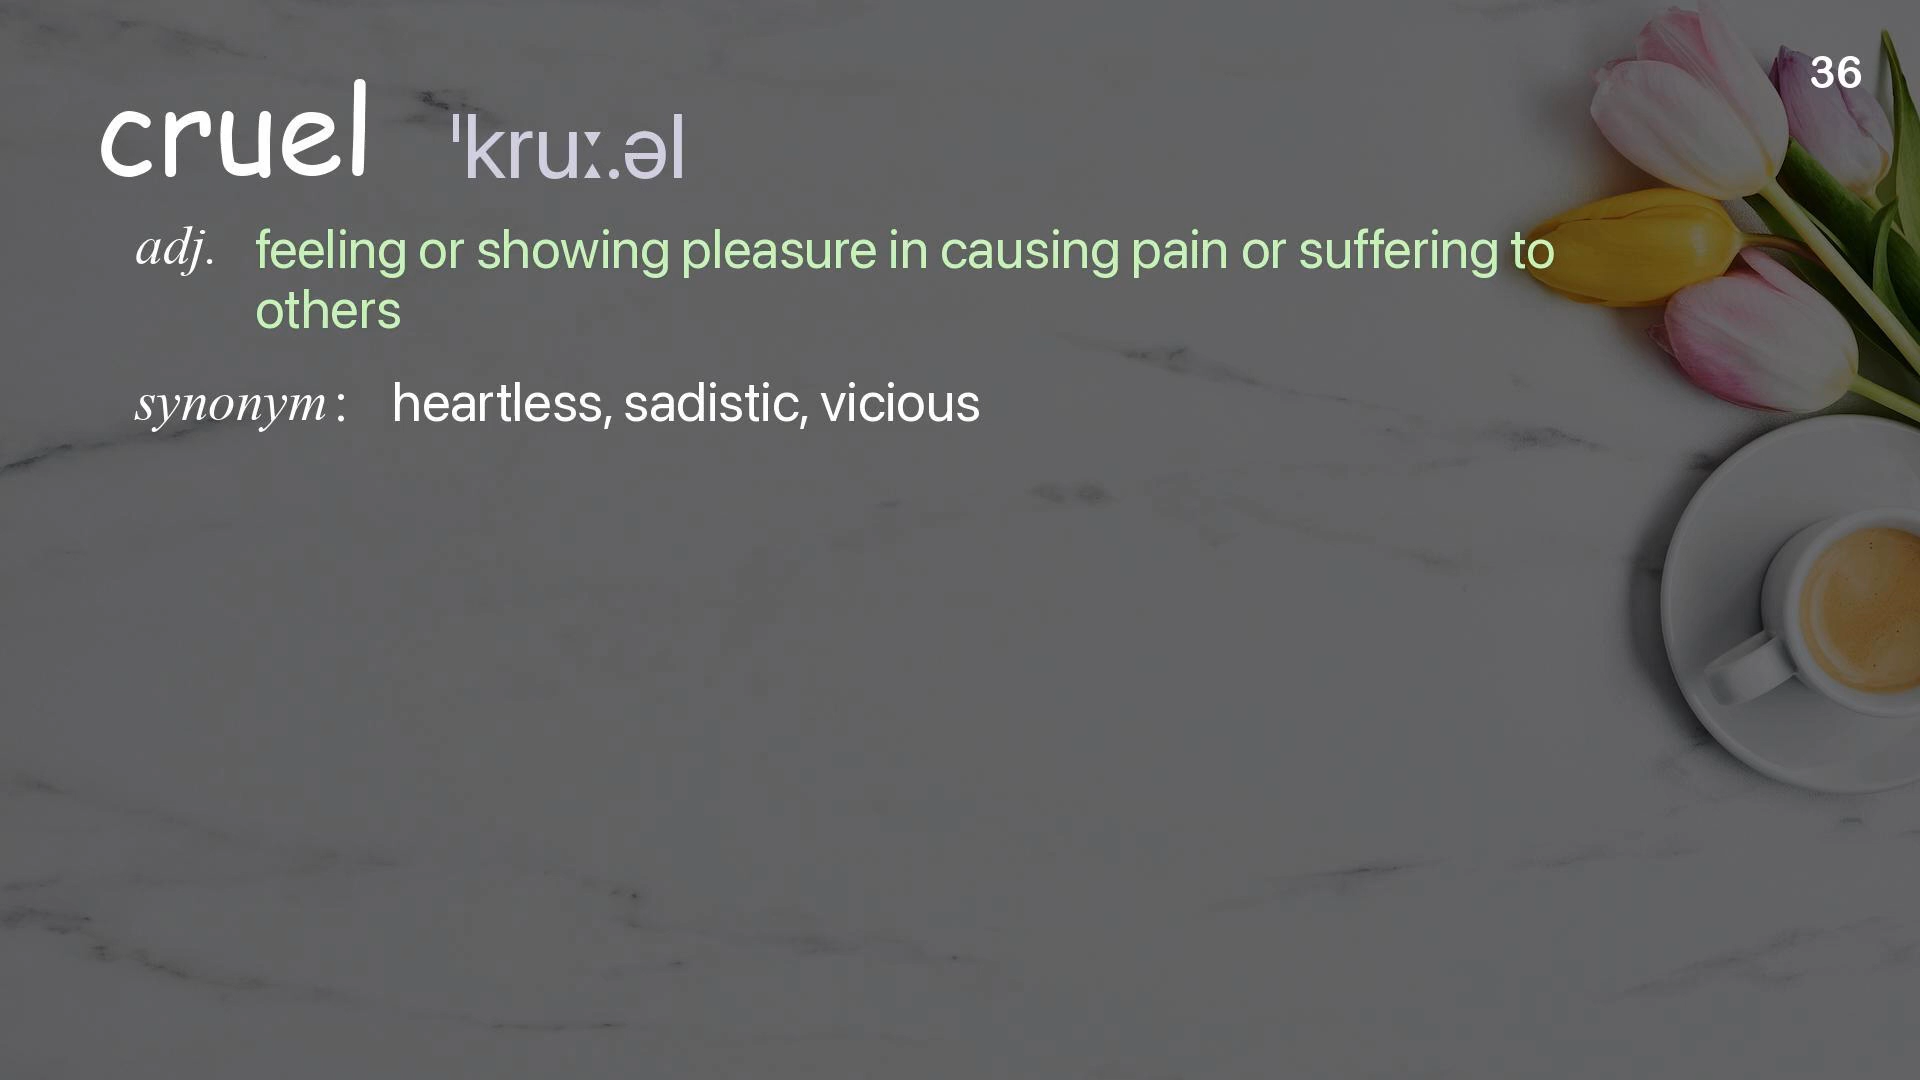 36
cruel ˈkruː.əl
adj. feeling or showing pleasure in causing pain or suffering to
others
synonym: heartless, sadistic, vicious